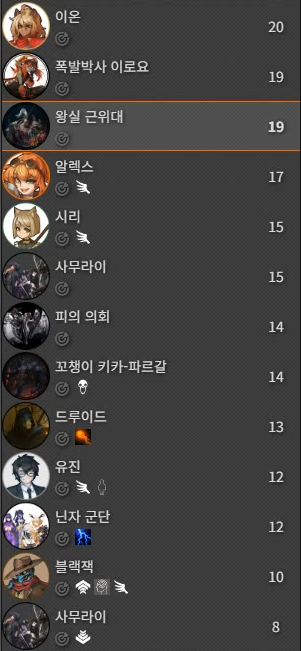 이온 20
폭발박사 이로요 19
왕실 근위대 19
알렉스 17
시리 15
사무라이 15
피의 의회 14
꼬챙이 키카-파르갈 14
드루이드 13
유진 12
닌자 군단 12
블랙잭 10
사무라이 8